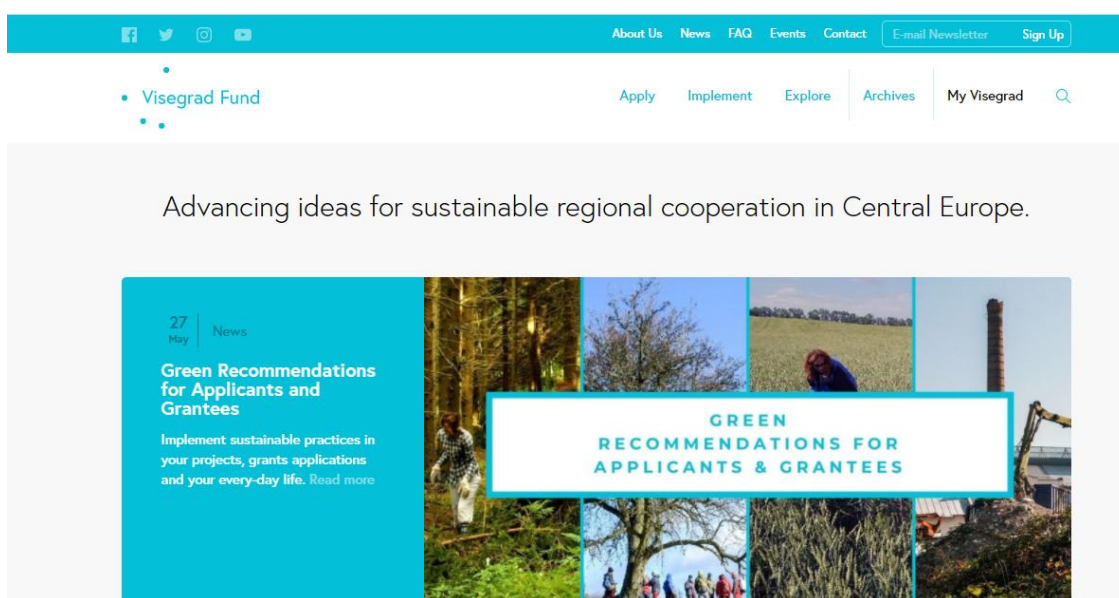 About Us News FAQ Events Contact E-mail Newsletter Sign Up
Visegrad Fund
Apply Implement Explore Archives My Visegrad
Advancing ideas for sustainable regional cooperation in Central Europe.
27
May
News
Green Recommendations
for Applicants and
Grantees
Implement sustainable practices in
your projects, grants applications
and your every-day life. Read more
GREEN
RECOMMENDATIONS FOR
APPLICANTS & GRANTEES